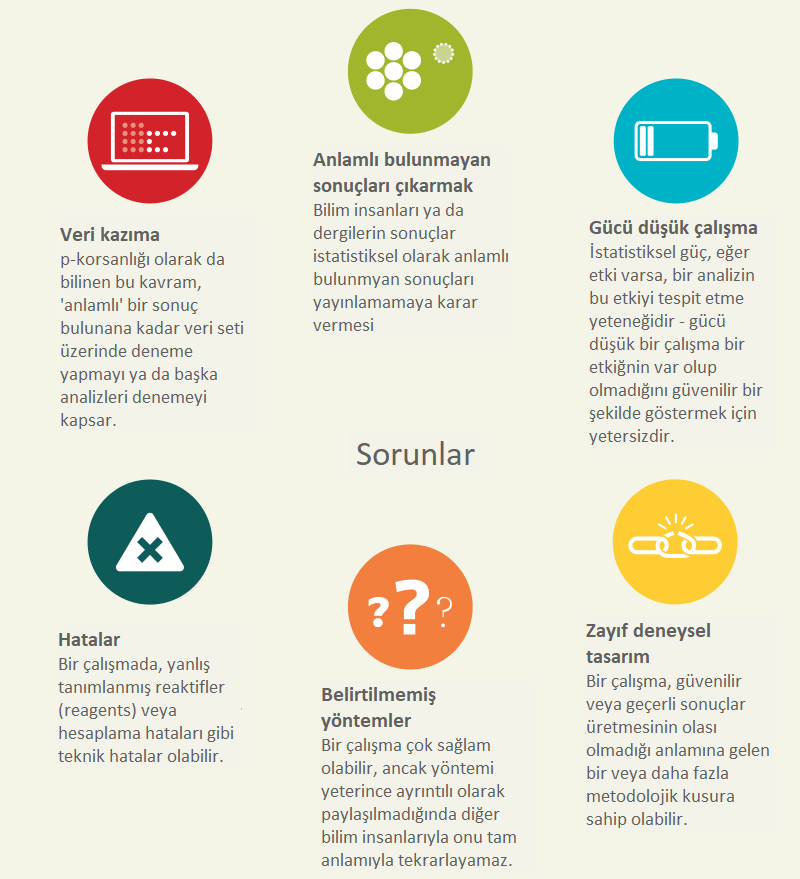 Anlamlı bulunmayan
sonuçları çıkarmak
Bilim insanları ya da
dergilerin sonuçlar
istatistiksel olarak anlamlı
bulunmyan sonuçları
yayınlamamaya karar
vermesi
Veri kazıma
p-korsanlığı olarak da
bilinen bu kavram,
'anlamlı' bir sonuç
bulunana kadar veri seti
üzerinde deneme
yapmayı ya da başka
analizleri denemeyi
kapsar.
Gücü düşük çalışma
İstatistiksel güç, eğer
etki varsa, bir analizin
bu etkiyi tespit etme
yeteneğidir - gücü
düşük bir çalışma bir
etkiğnin var olup
olmadığını güvenilir bir
şekilde göstermek için
yetersizdir.
Sorunlar
Hatalar
Bir çalışmada, yanlış
tanımlanmış reaktifler
(reagents) veya
hesaplama hataları gibi
teknik hatalar olabilir.
Belirtilmemiş
yöntemler
Bir çalışma çok sağlam
olabilir, ancak yöntemi
yeterince ayrıntılı olarak
paylaşılmadığında diğer
bilim insanlarıyla onu tam
anlamıyla tekrarlayamaz.
Zayıf deneysel
tasarım
Bir çalışma, güvenilir
veya geçerli sonuçlar
üretmesinin olası
olmadığı anlamına gelen
bir veya daha fazla
metodolojik kusura
sahip olabilir.